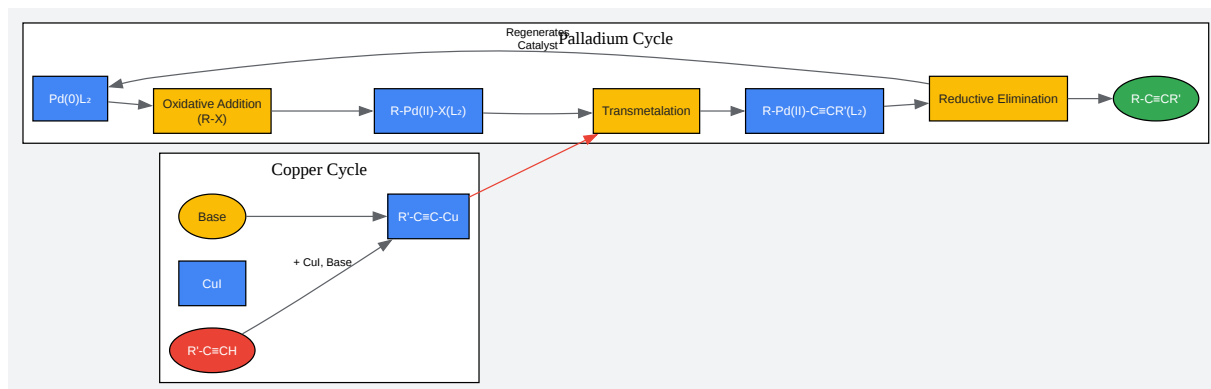 Palladium Cycle
Regenerates
Catalyst
Pd(0)L₂
Oxidative Addition
(R-X)
R-Pd(II)-X(L₂)
Transmetalation
R-Pd(II)-C≡CR'(L₂)
Reductive Elimination
R-C≡CR'
Copper Cycle
Base
R'-C≡C-Cu
+ CuI, Base
CuI
R'-C≡CH